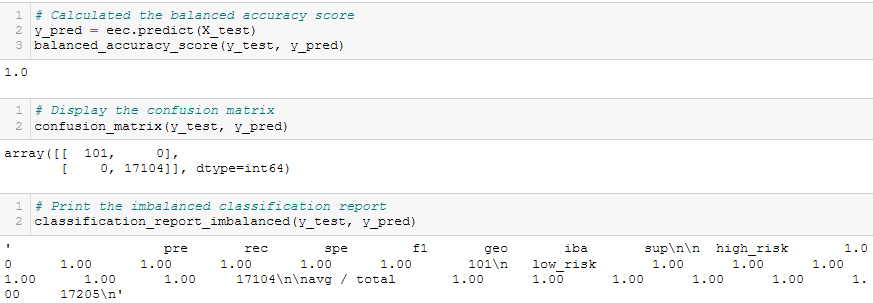 1 # Calculated the balanced accuracy score
2 y_pred = eec.predict(X_test)
3 balanced_accuracy_score(y_test, y_pred)
1.0
1 # Display the confusion matrix
2 confusion_matrix(y_test, y_pred)
array([[  101,     0],
       [    0, 17104]], dtype=int64)
1 # Print the imbalanced classification report
2 classification_report_imbalanced(y_test, y_pred)
'                   pre       rec       spe        f1       geo       iba       sup\n\n  high_risk       1.0
0      1.00      1.00      1.00      1.00      1.00       101\n   low_risk       1.00      1.00      1.00
1.00      1.00      1.00     17104\n\navg / total       1.00      1.00      1.00      1.00      1.00      1.
00     17205\n'